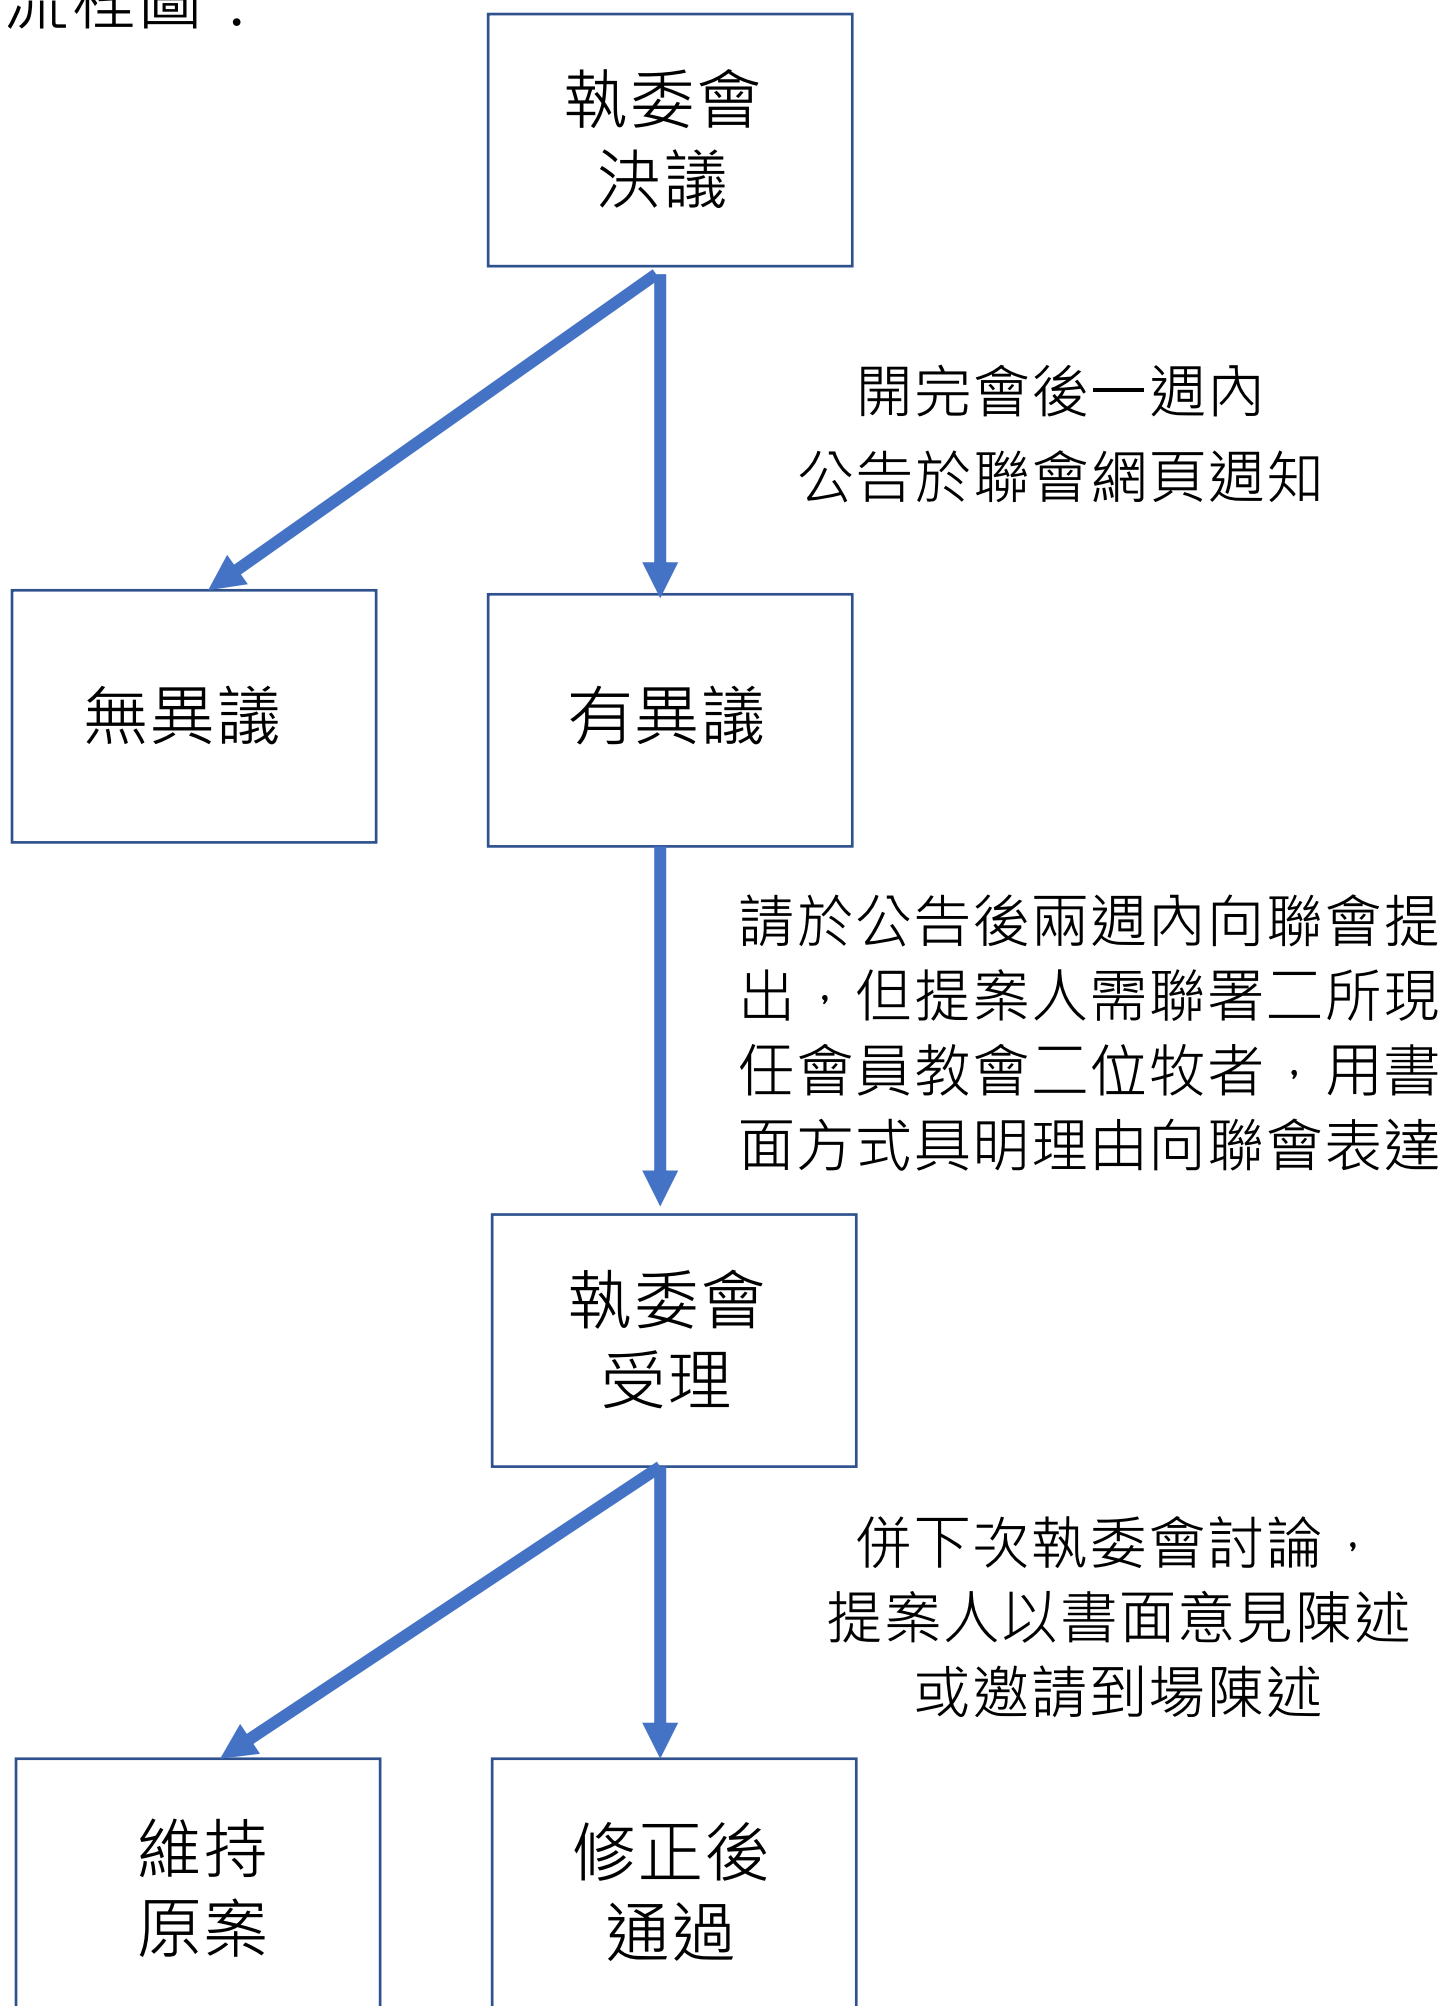 流程圖：
執委會
決議
開完會後一週內
公告於聯會網頁週知
無異議
有異議
請於公告後兩週內向聯會提
出，但提案人需聯署二所現
任會員教會二位牧者，用書
面方式具明理由向聯會表達
執委會
受理
併下次執委會討論，
提案人以書面意見陳述
或邀請到場陳述
維持
原案
修正後
通過